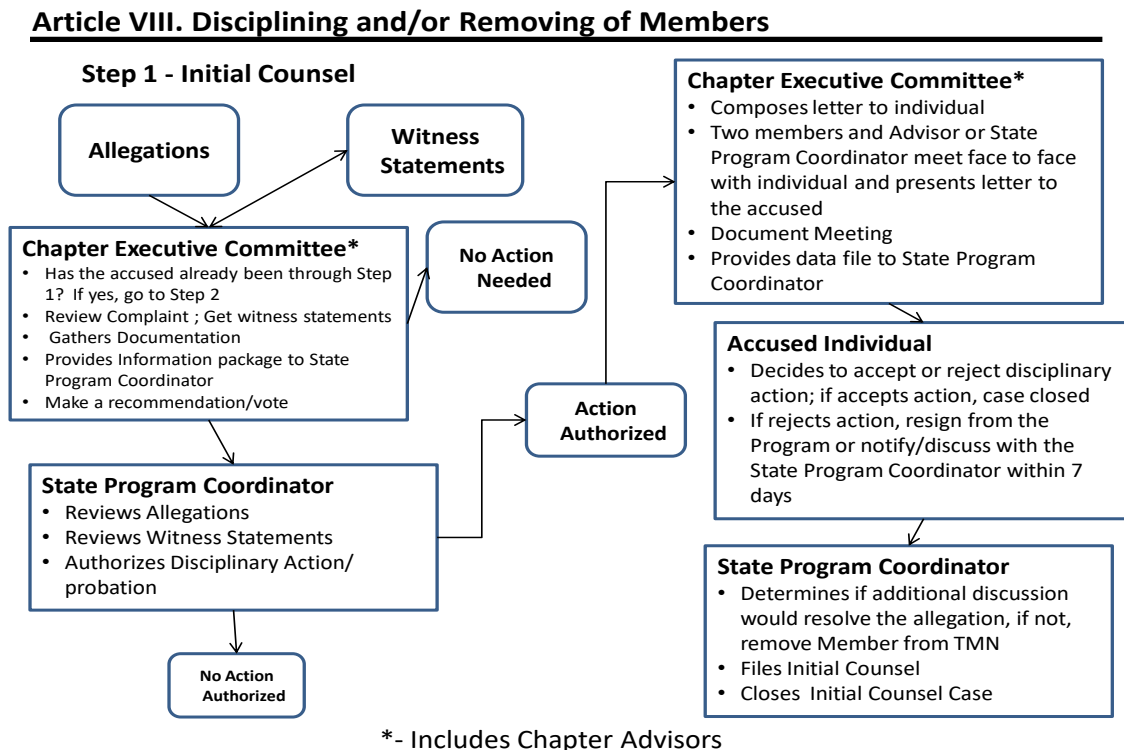 Article VIII. Disciplining and/or Removing of Members
Step 1 - Initial Counsel
Allegations
Witness
Statements
Chapter Executive Committee*
• Has the accused already been through Step
1? If yes, go to Step 2
• Review Complaint ; Get witness statements
• Gathers Documentation
• Provides Information package to State
Program Coordinator
• Make a recommendation/vote
No Action
Needed
State Program Coordinator
• Reviews Allegations
• Reviews Witness Statements
• Authorizes Disciplinary Action/
probation
No Action
Authorized
Action
Authorized
Chapter Executive Committee*
• Composes letter to individual
• Two members and Advisor or State
Program Coordinator meet face to face
with individual and presents letter to
the accused
• Document Meeting
• Provides data file to State Program
Coordinator
Accused Individual
• Decides to accept or reject disciplinary
action; if accepts action, case closed
• If rejects action, resign from the
Program or notify/discuss with the
State Program Coordinator within 7
days
State Program Coordinator
• Determines if additional discussion
would resolve the allegation, if not,
remove Member from TMN
• Files Initial Counsel
• Closes Initial Counsel Case
*- Includes Chapter Advisors